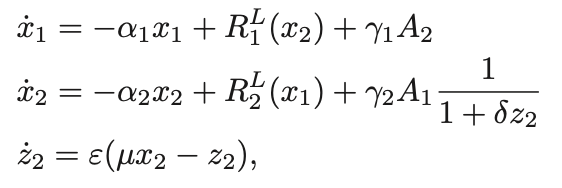 ẋ₁ = −α₁x₁ + R₁ᴸ(x₂) + γ₁A₂
ẋ₂ = −α₂x₂ + R₂ᴸ(x₁) + γ₂A₁ 1/(1 + δz₂)
ż₂ = ε(μx₂ − z₂),